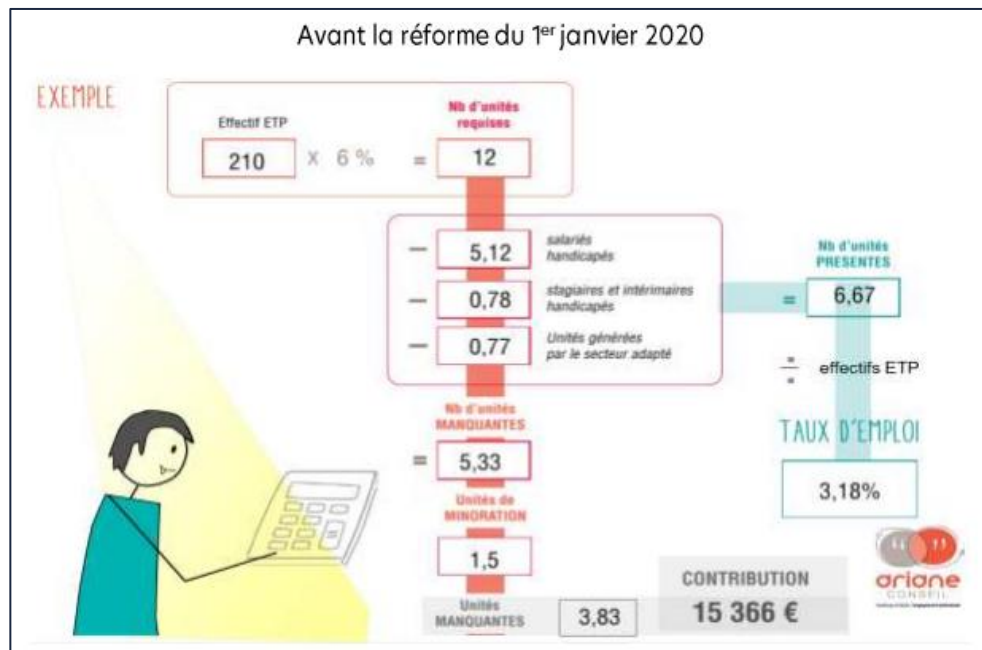 Avant la réforme du 1er janvier 2020
EXEMPLE
Effectif ETP
Nb d'unités
requises
210 X 6 % = 12
— 5,12 salariés
handicapés
— 0,78 stagiaires et intérimaires
handicapés
— 0,77 Unités générées
par le secteur adapté
Nb d'unités
PRESENTES
= 6,67
effectifs ETP
TAUX D'EMPLOI
3,18%
Nb d'unités
MANQUANTES
= 5,33
Unités de
MINORATION
1,5
Unités
MANQUANTES
3,83
CONTRIBUTION
15 366 €
ariane
CONSEIL